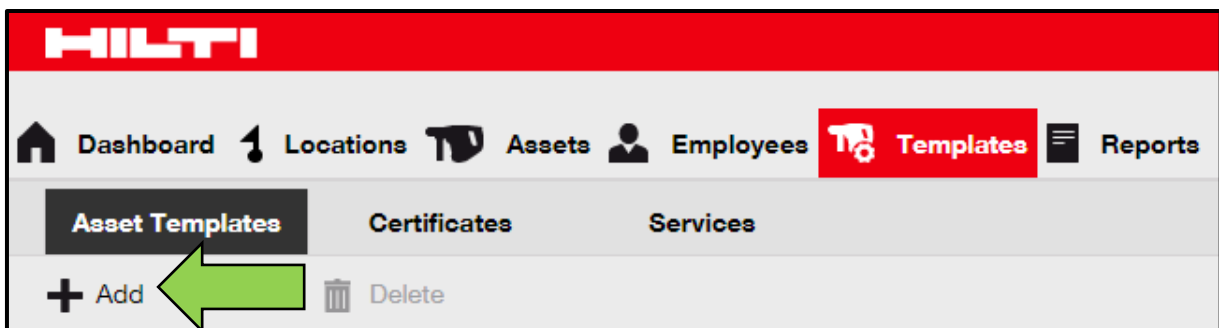 HILTI
Dashboard Locations Assets Employees Templates Reports
Asset Templates Certificates Services
Add Delete